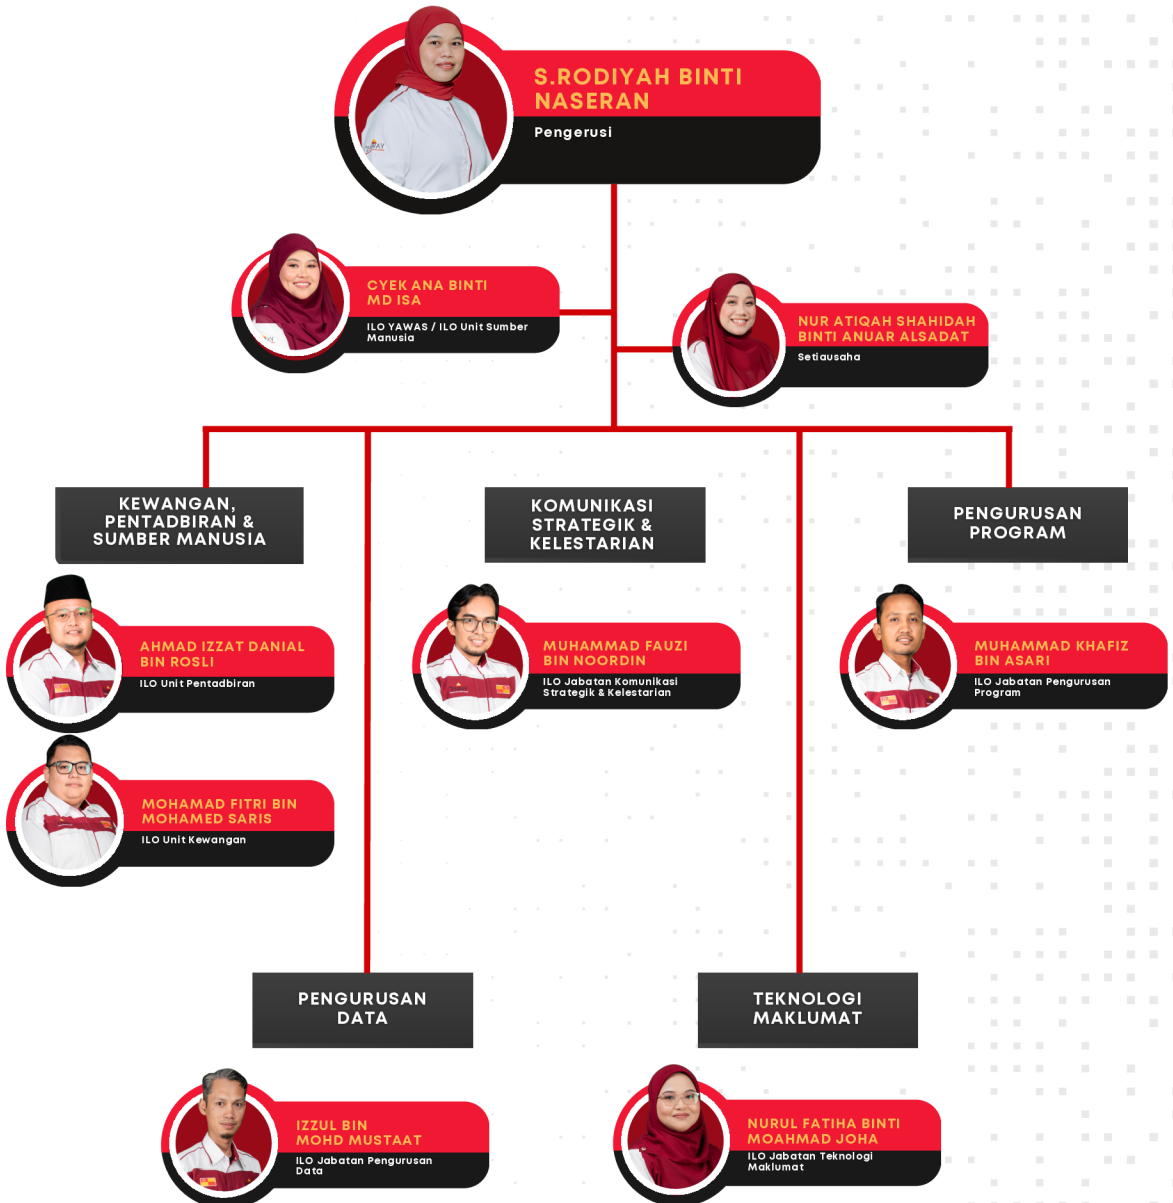 S.RODIYAH BINTI
NASERAN
Pengerusi
CYEK ANA BINTI
MD ISA
ILO YAWAS / ILO Unit Sumber
Manusia
NUR ATIQAH SHAHIDAH
BINTI ANUAR ALSADAT
Setiausaha
KEWANGAN,
PENTADBIRAN &
SUMBER MANUSIA
KOMUNIKASI
STRATEGIK &
KELESTARIAN
PENGURUSAN
PROGRAM
AHMAD IZZAT DANIAL
BIN ROSLI
ILO Unit Pentadbiran
MUHAMMAD FAUZI
BIN NOORDIN
ILO Jabatan Komunikasi
Strategik & Kelestarian
MUHAMMAD KHAFIZ
BIN ASARI
ILO Jabatan Pengurusan
Program
MOHAMAD FITRI BIN
MOHAMED SARIS
ILO Unit Kewangan
PENGURUSAN
DATA
TEKNOLOGI
MAKLUMAT
IZZUL BIN
MOHD MUSTAAT
ILO Jabatan Pengurusan
Data
NURUL FATIHA BINTI
MOAHMAD JOHA
ILO Jabatan Teknologi
Maklumat